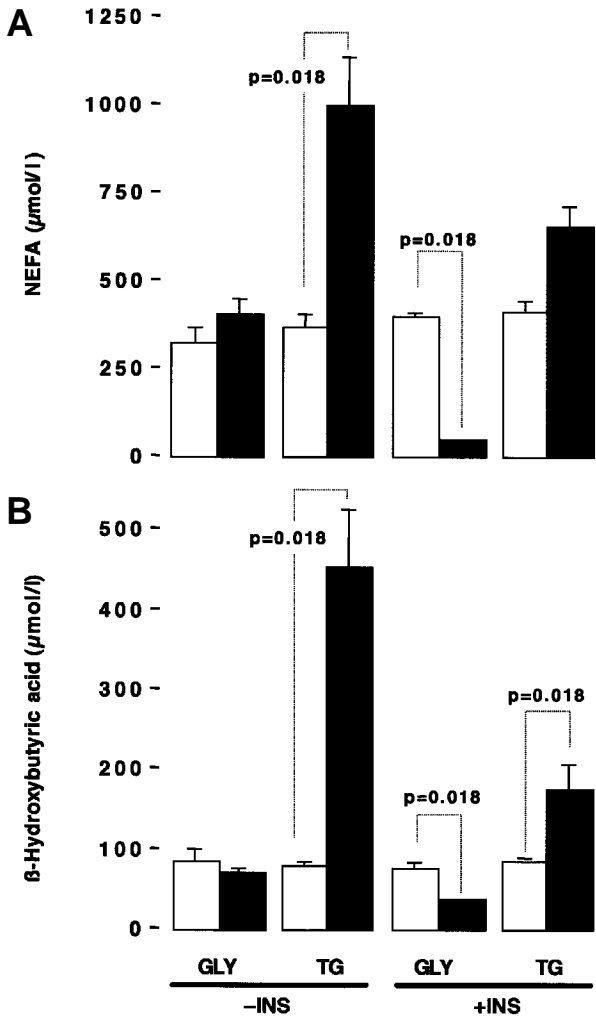 A
NEFA (µmol/l)
1250
1000
750
500
250
0
p=0.018
p=0.018
B
ß-Hydroxybutyric acid (µmol/l)
500
400
300
200
100
0
p=0.018
p=0.018
p=0.018
GLY TG GLY TG
–INS +INS